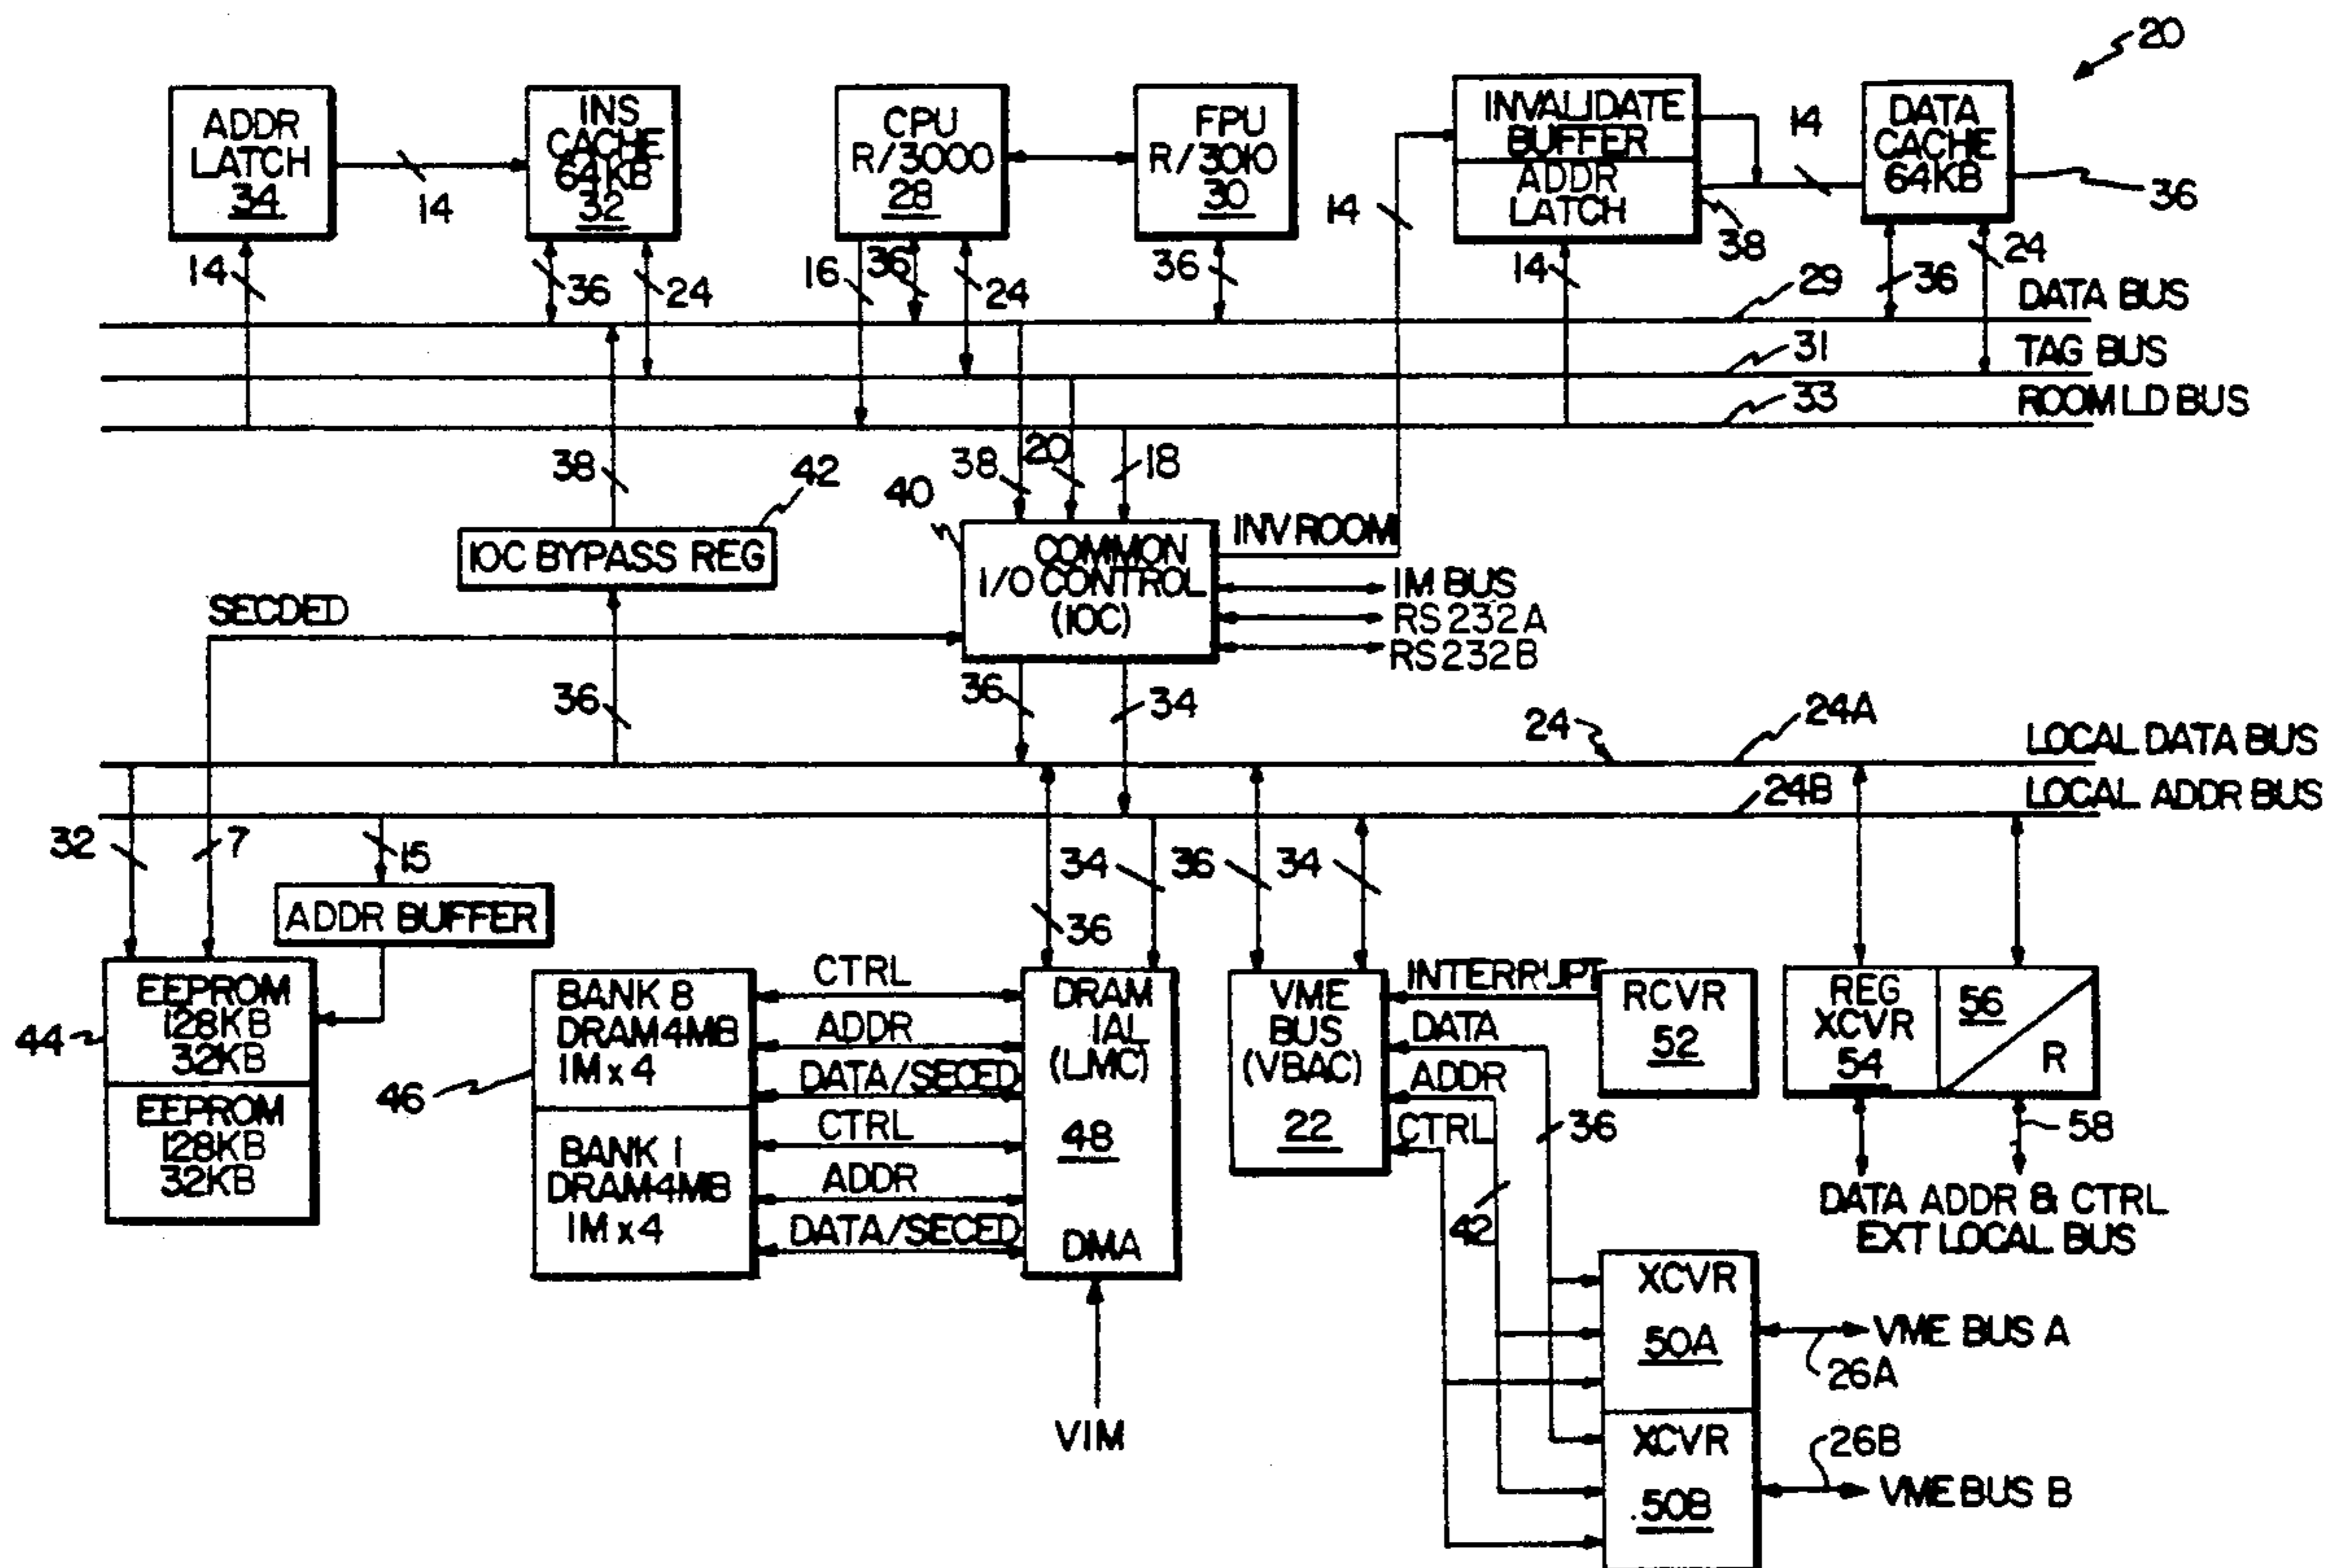 20
ADDR
LATCH
34
14
INS
CACHE
64KB
32
CPU
R/3000
28
FPU
R/3010
30
14
INVALIDATE
BUFFER
ADDR
LATCH
38
14
DATA
CACHE
64KB
36
14
36
24
16
36
24
36
14
36
24
29
DATA BUS
31
TAG BUS
33
ROOM LD BUS
38
42
40
38
20
18
IOC BYPASS REG
COMMON
I/O CONTROL
(IOC)
INV ROOM
IM BUS
RS232A
RS232B
SECDED
36
36
34
24
24A
LOCAL DATA BUS
24B
LOCAL ADDR BUS
32
7
15
34
36
34
36
ADDR BUFFER
44
EEPROM
128KB
32KB
EEPROM
128KB
32KB
46
BANK 8
DRAM4MB
1M x 4
BANK 1
DRAM4MB
1M x 4
CTRL
ADDR
DATA/SECED
CTRL
ADDR
DATA/SECED
DRAM
IAL
(LMC)
48
DMA
VIM
VME
BUS
(VBAC)
22
INTERRUPT
DATA
ADDR
CTRL
36
42
RCVR
52
REG
XCVR
54
56
R
58
DATA ADDR & CTRL
EXT LOCAL BUS
XCVR
50A
VME BUS A
26A
XCVR
50B
26B
VME BUS B